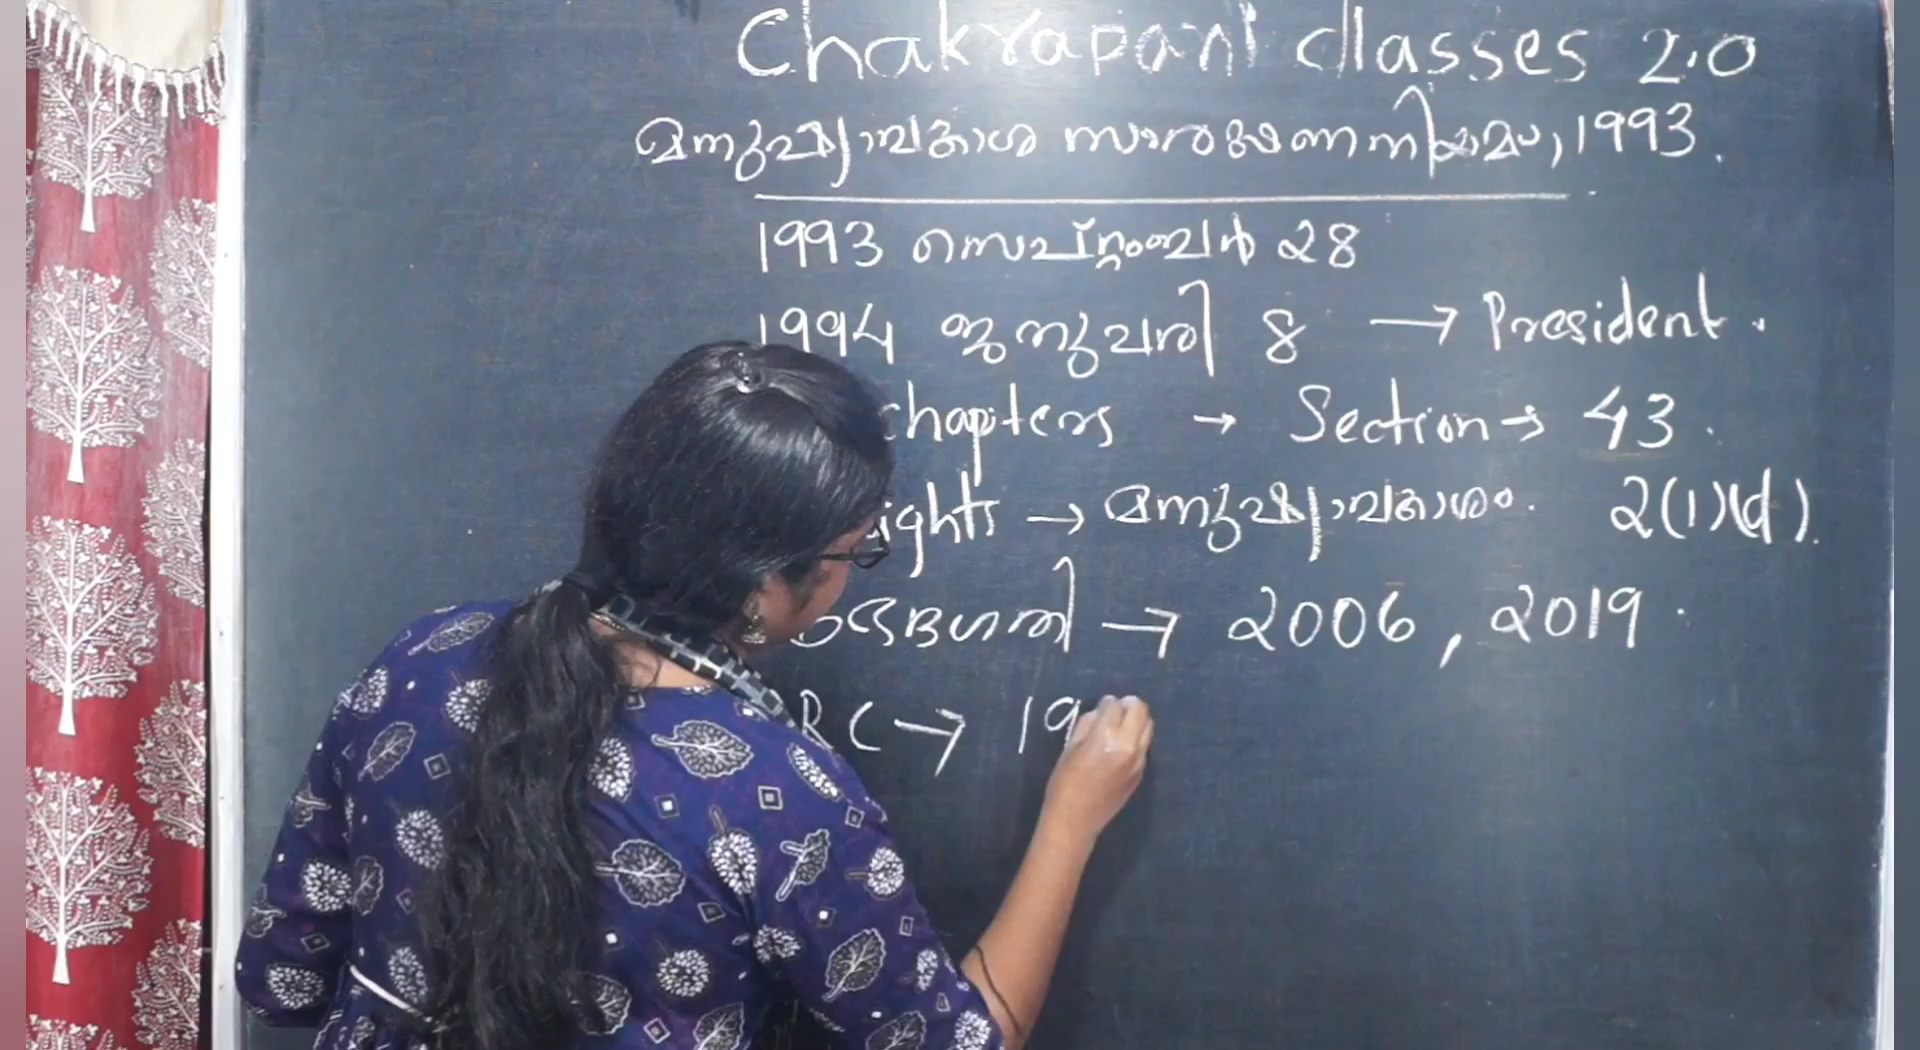 Chakrapani classes 2.0
മനുഷ്യാവകാശ സംരക്ഷണനിയമം, 1993.
1993 സെപ്റ്റംബർ 28
1994 ജനുവരി 8 → President.
chapters → Section → 43.
ights → മനുഷ്യാവകാശം. 2(1)(d).
ഭേദഗതി → 2006, 2019.
RC → 19